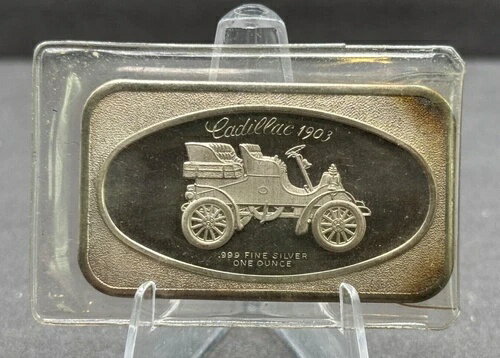 Cadillac 1903
.999 FINE SILVER
ONE OUNCE